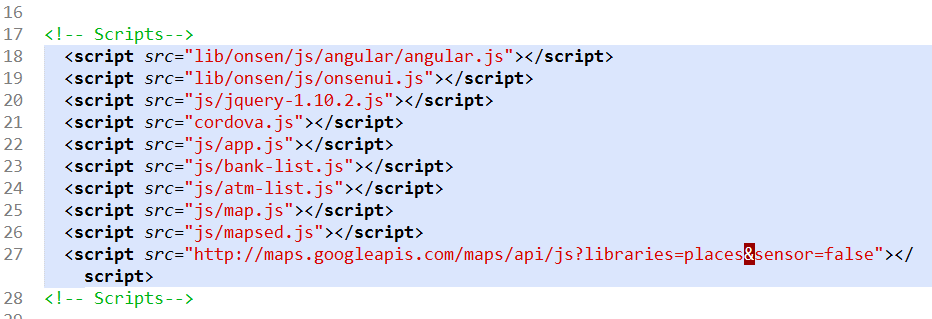 16
17 <!-- Scripts-->
18 <script src="lib/onsen/js/angular/angular.js"></script>
19 <script src="lib/onsen/js/onsenui.js"></script>
20 <script src="js/jquery-1.10.2.js"></script>
21 <script src="cordova.js"></script>
22 <script src="js/app.js"></script>
23 <script src="js/bank-list.js"></script>
24 <script src="js/atm-list.js"></script>
25 <script src="js/map.js"></script>
26 <script src="js/mapsed.js"></script>
27 <script src="http://maps.googleapis.com/maps/api/js?libraries=places&sensor=false"></
script>
28 <!-- Scripts-->